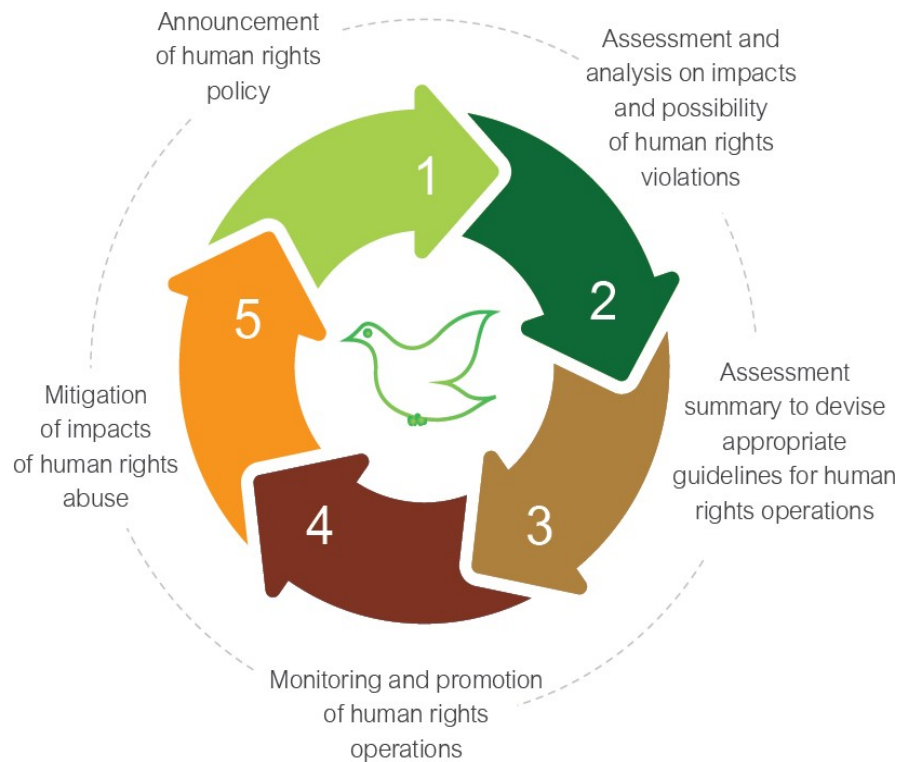 Announcement
of human rights
policy
Assessment and
analysis on impacts
and possibility
of human rights
violations
1
2
5
Assessment
summary to devise
appropriate
guidelines for human
rights operations
Mitigation
of impacts
of human rights
abuse
3
4
Monitoring and promotion
of human rights
operations